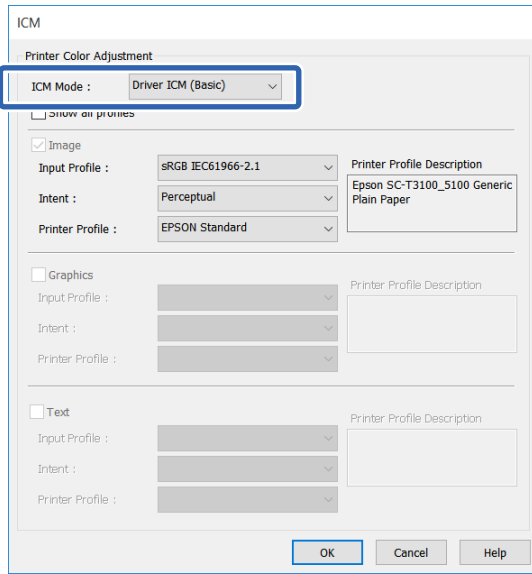 ICM
Printer Color Adjustment
ICM Mode : Driver ICM (Basic)
Show all profiles
Image
Input Profile : sRGB IEC61966-2.1 Printer Profile Description
Intent : Perceptual Epson SC-T3100_5100 Generic
Plain Paper
Printer Profile : EPSON Standard
Graphics
Input Profile : Printer Profile Description
Intent :
Printer Profile :
Text
Input Profile : Printer Profile Description
Intent :
Printer Profile :
OK Cancel Help